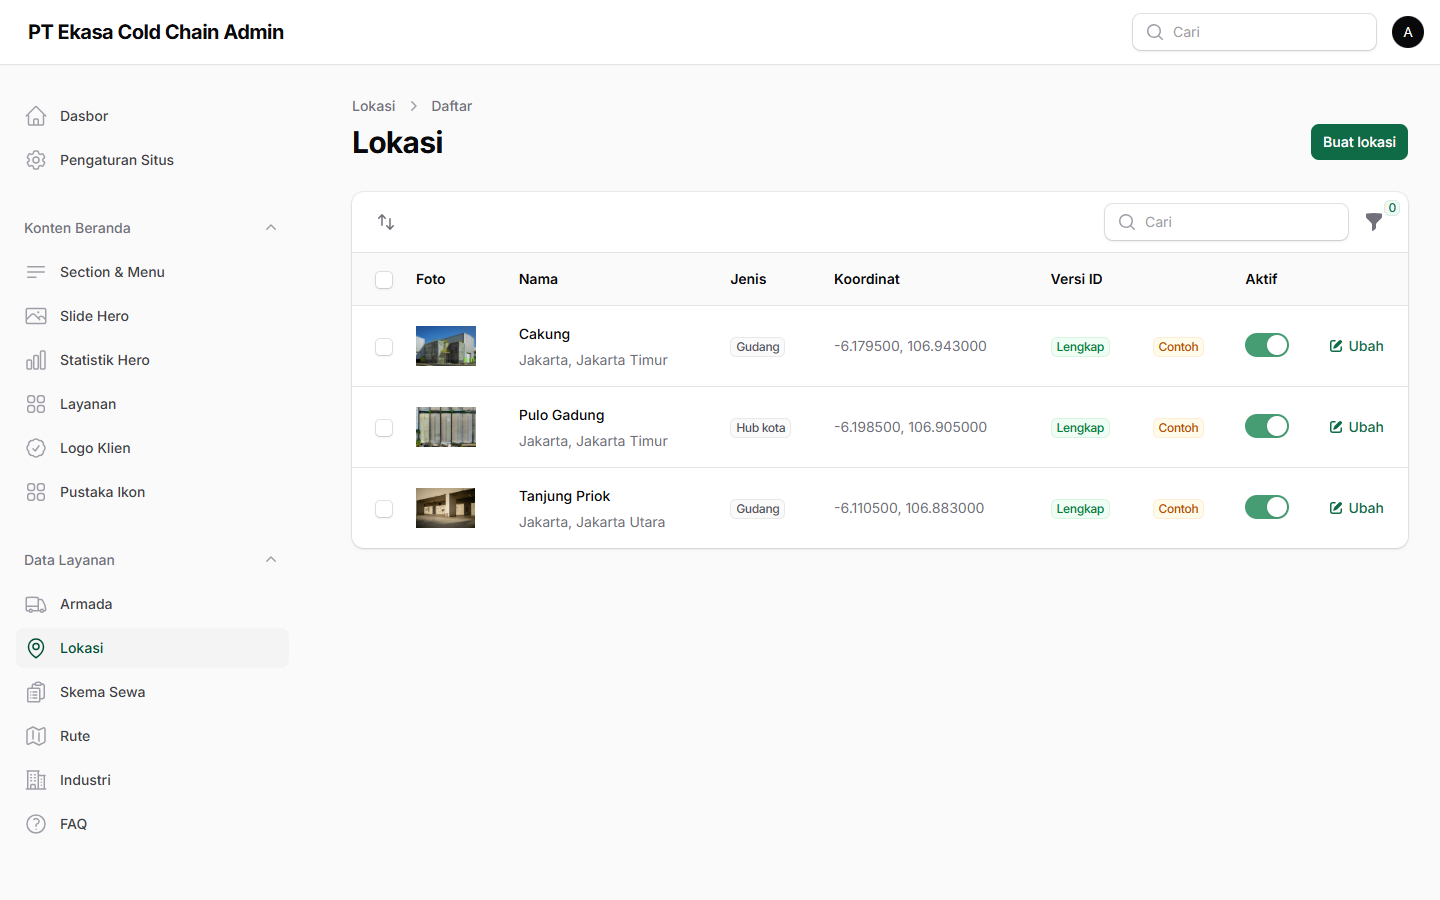 PT Ekasa Cold Chain Admin
Cari
A
Dasbor
Pengaturan Situs
Konten Beranda
Section & Menu
Slide Hero
Statistik Hero
Layanan
Logo Klien
Pustaka Ikon
Data Layanan
Armada
Lokasi
Skema Sewa
Rute
Industri
FAQ
Lokasi > Daftar
Lokasi
Buat lokasi
Cari
0
Foto Nama Jenis Koordinat Versi ID Aktif
Cakung
Jakarta, Jakarta Timur
Gudang -6.179500, 106.943000 Lengkap Contoh Ubah
Pulo Gadung
Jakarta, Jakarta Timur
Hub kota -6.198500, 106.905000 Lengkap Contoh Ubah
Tanjung Priok
Jakarta, Jakarta Utara
Gudang -6.110500, 106.883000 Lengkap Contoh Ubah